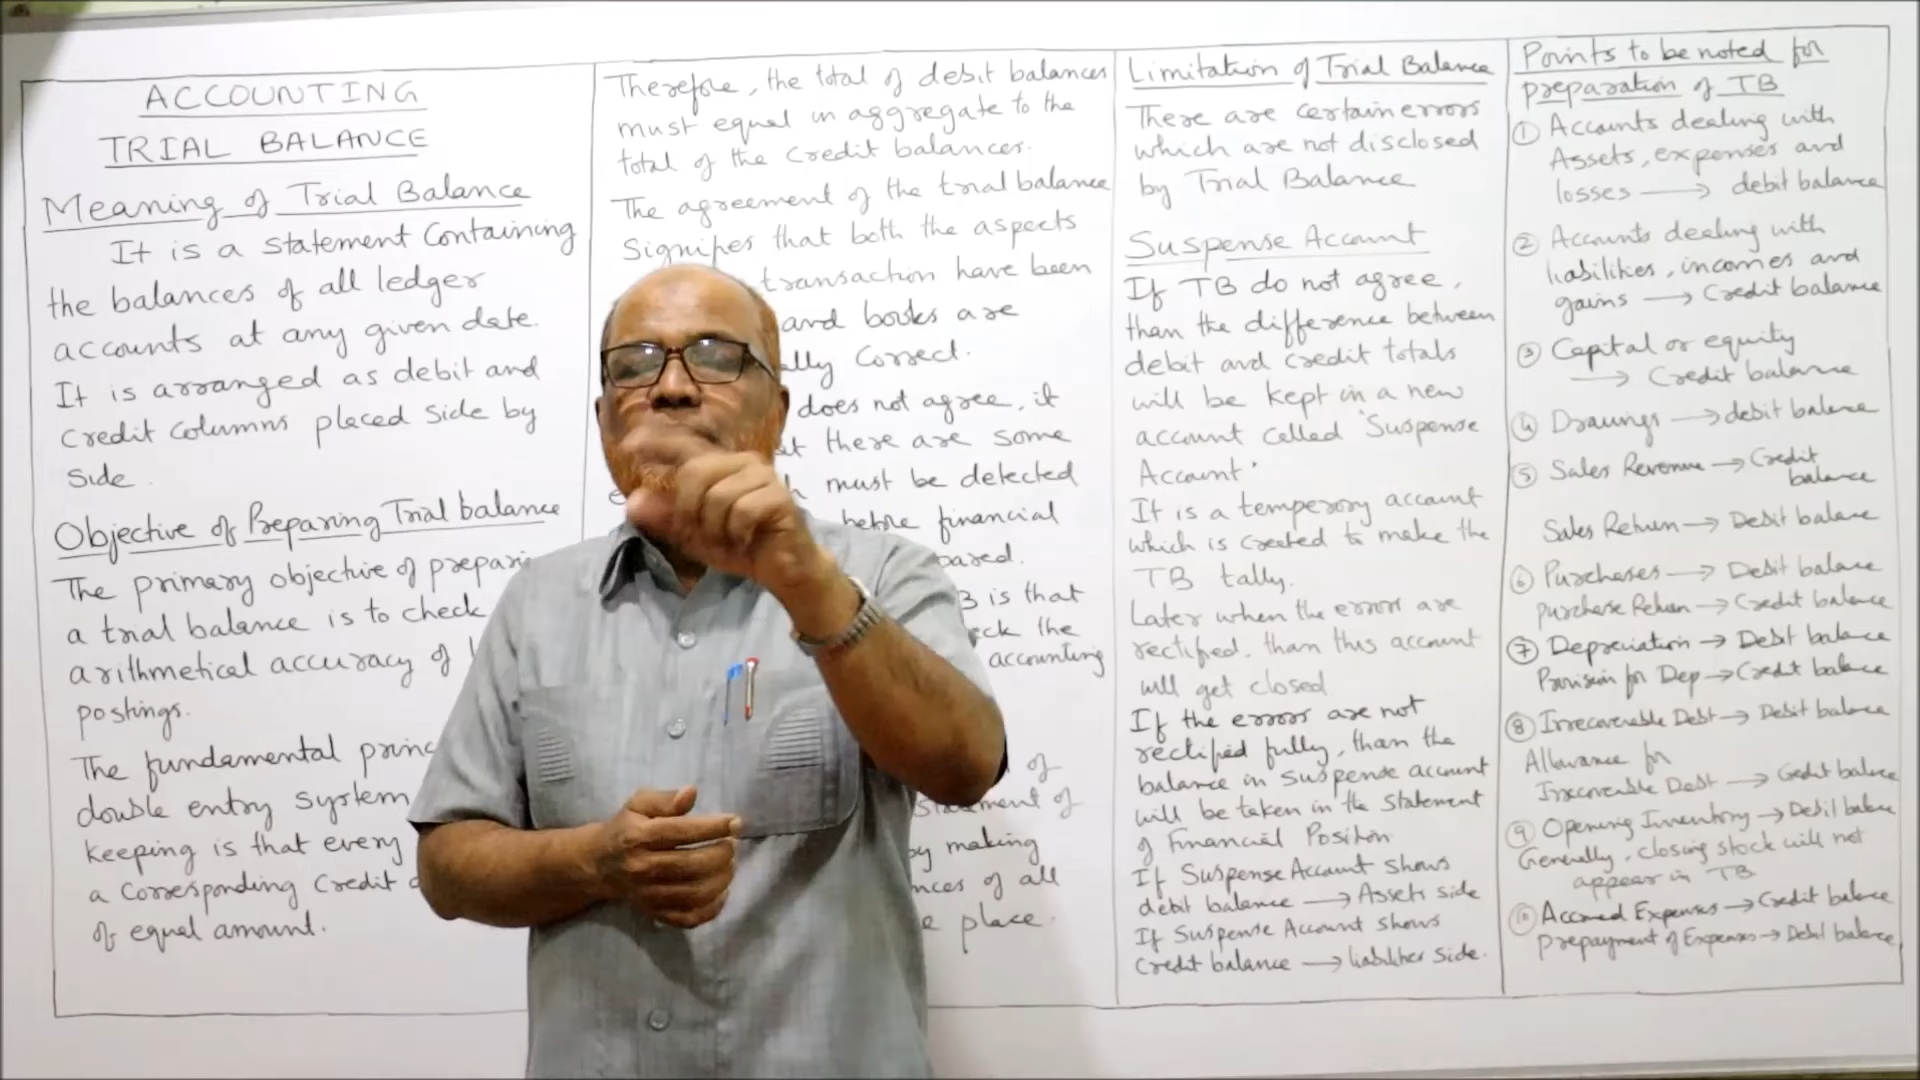 ACCOUNTING
TRIAL BALANCE
Meaning of Trial Balance
It is a statement Containing
the balances of all ledger
accounts at any given date.
It is arranged as debit and
Credit columns placed side by
side.
Objective of Preparing Trial balance
The primary objective of
a trial balance is to check
arithmetical accuracy of
postings.
The fundamental
double entry system
keeping is that every
a corresponding credit
of equal amount.
Therefore, the total of debit balances
must equal in aggregate to the
total of the credit balances.
The agreement of the trial balance
Signifies that both the aspects
transaction have been
and books are
correct.
does not agree, it
there are some
must be detected
before financial
is that
the
accounting
of
of
by making
of all
place.
Limitation of Trial Balance
There are certain errors
which are not disclosed
by Trial Balance
Suspense Account
If TB do not agree,
than the difference between
debit and credit totals
will be kept in a new
account called 'Suspense
Account'
It is a temperory account
which is created to make the
TB tally.
Later when the errors are
rectified, than this account
will get closed
If the errors are not
rectified fully, than the
balance in suspense account
will be taken in the statement
of Financial Position.
If Suspense Account shows
debit balance → Assets side
If Suspense Account shows
Credit balance → liabilities side.
Points to be noted for
preparation of TB
① Accounts dealing with
Assets, expenses and
losses → debit balance
② Accounts dealing with
liabilities, incomes and
gains → Credit balance
③ Capital or equity
→ Credit balance
④ Drawings → debit balance
⑤ Sales Revenue → Credit
balance
Sales Return → Debit balance
⑥ Purchases → Debit balance
purchase Return → Credit balance
⑦ Depreciation → Debit balance
Provision for Dep → Credit balance
⑧ Irrecoverable Debt → Debit balance
Allowance for
Irrecoverable Debt → Credit balance
⑨ Opening Inventory → Debit balance
Generally, closing stock will not
appear in TB
⑩ Accrued Expenses → Credit balance
prepayment of Expenses → Debit balance